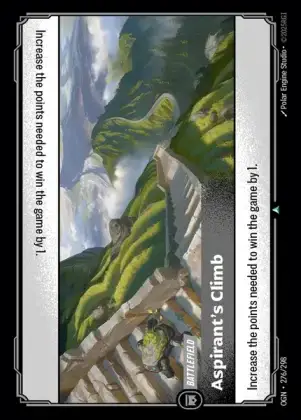 Increase the points needed to win the game by 1.
BATTLEFIELD
Aspirant's Climb
Increase the points needed to win the game by 1.
OGN • 276/298
Polar Engine Studio • ©2025RGI